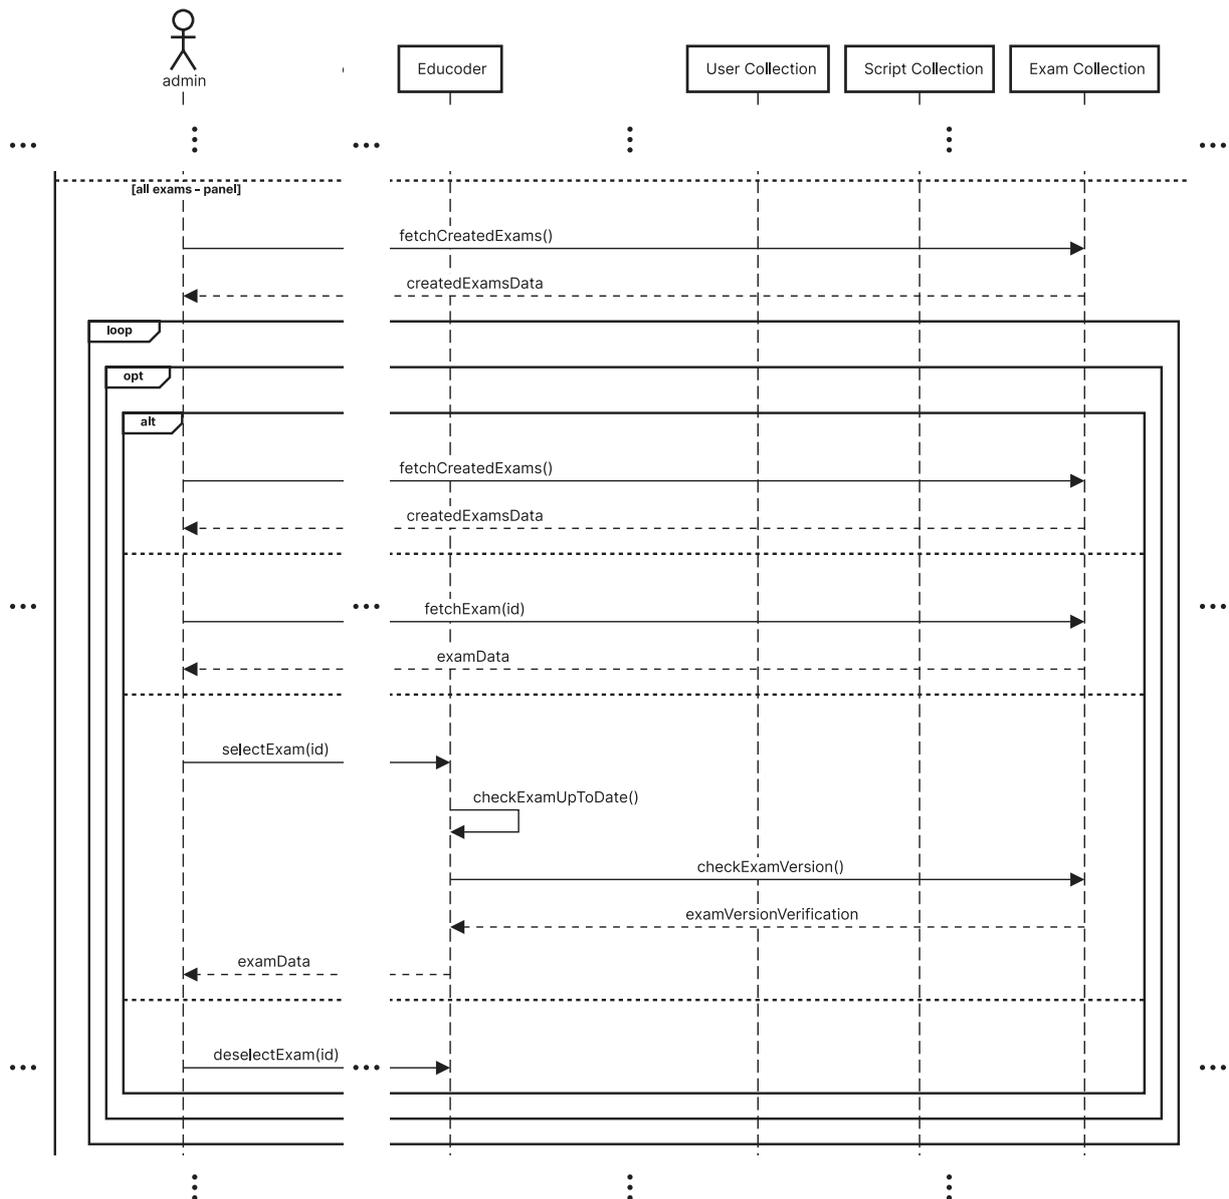 admin
Educoder
User Collection
Script Collection
Exam Collection
[all exams - panel]
fetchCreatedExams()
createdExamsData
loop
opt
alt
fetchCreatedExams()
createdExamsData
fetchExam(id)
examData
selectExam(id)
checkExamUpToDate()
checkExamVersion()
examVersionVerification
examData
deselectExam(id)